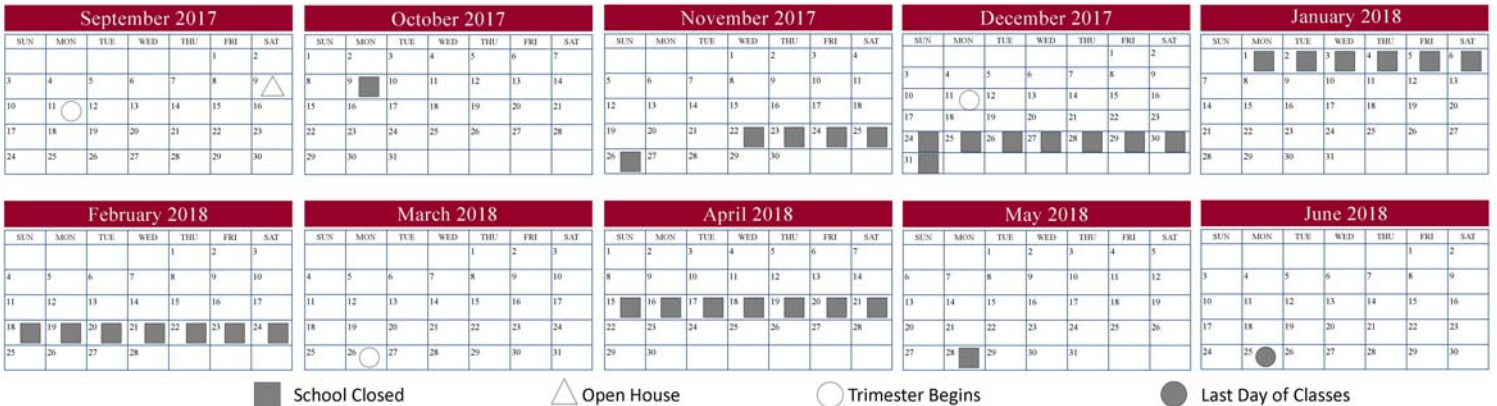 September 2017
SUN MON TUE WED THU FRI SAT
1 2
3 4 5 6 7 8 9
10 11 12 13 14 15 16
17 18 19 20 21 22 23
24 25 26 27 28 29 30
October 2017
SUN MON TUE WED THU FRI SAT
1 2 3 4 5 6 7
8 9 10 11 12 13 14
15 16 17 18 19 20 21
22 23 24 25 26 27 28
29 30 31
November 2017
SUN MON TUE WED THU FRI SAT
1 2 3 4
5 6 7 8 9 10 11
12 13 14 15 16 17 18
19 20 21 22 23 24 25
26 27 28 29 30
December 2017
SUN MON TUE WED THU FRI SAT
1 2
3 4 5 6 7 8 9
10 11 12 13 14 15 16
17 18 19 20 21 22 23
24 25 26 27 28 29 30
31
January 2018
SUN MON TUE WED THU FRI SAT
1 2 3 4 5 6
7 8 9 10 11 12 13
14 15 16 17 18 19 20
21 22 23 24 25 26 27
28 29 30 31
February 2018
SUN MON TUE WED THU FRI SAT
1 2 3
4 5 6 7 8 9 10
11 12 13 14 15 16 17
18 19 20 21 22 23 24
25 26 27 28
March 2018
SUN MON TUE WED THU FRI SAT
1 2 3
4 5 6 7 8 9 10
11 12 13 14 15 16 17
18 19 20 21 22 23 24
25 26 27 28 29 30 31
April 2018
SUN MON TUE WED THU FRI SAT
1 2 3 4 5 6 7
8 9 10 11 12 13 14
15 16 17 18 19 20 21
22 23 24 25 26 27 28
29 30
May 2018
SUN MON TUE WED THU FRI SAT
1 2 3 4 5
6 7 8 9 10 11 12
13 14 15 16 17 18 19
20 21 22 23 24 25 26
27 28 29 30 31
June 2018
SUN MON TUE WED THU FRI SAT
1 2
3 4 5 6 7 8 9
10 11 12 13 14 15 16
17 18 19 20 21 22 23
24 25 26 27 28 29 30
School Closed Open House Trimester Begins Last Day of Classes